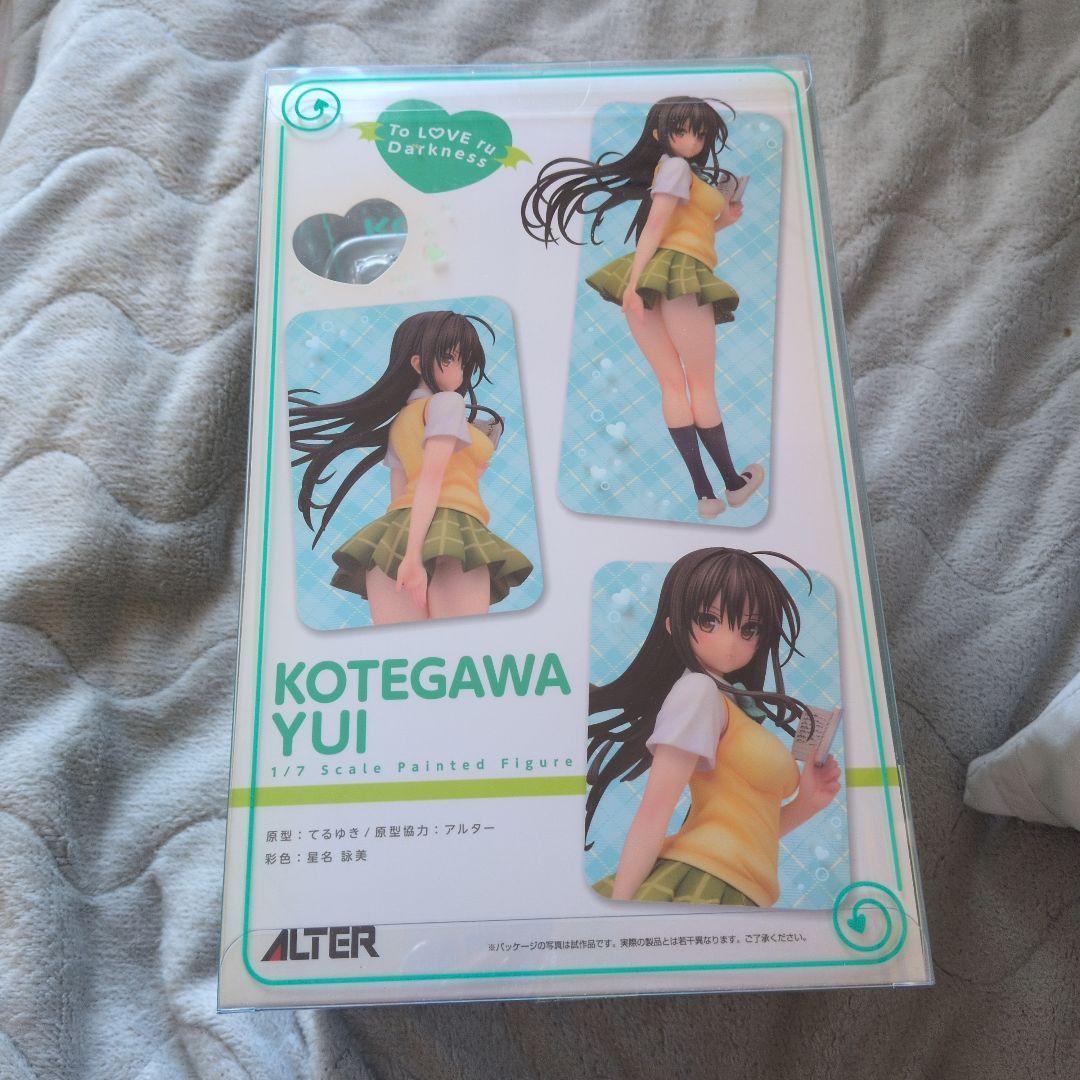 To LOVE ru
Darkness
KOTEGAWA
YUI
1/7 Scale Painted Figure
原型：てるゆき/原型協力：アルター
彩色：星名 詠美
ALTER
※パッケージの写真は試作品です。実際の製品とは若干異なります。ご了承ください。